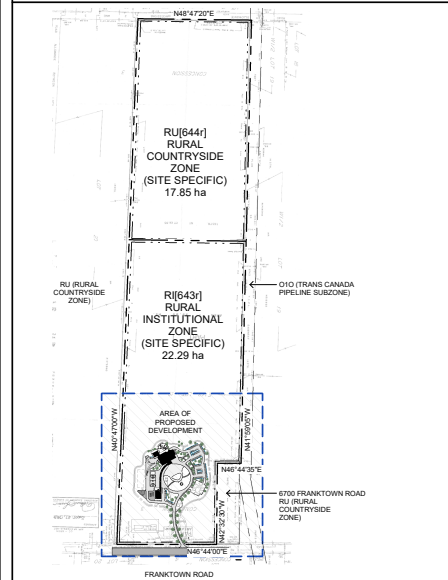 N48°47'20"E
CONCESSION
RU[644r]
RURAL
COUNTRYSIDE
ZONE
(SITE SPECIFIC)
17.85 ha
RU (RURAL
COUNTRYSIDE
ZONE)
O1O (TRANS CANADA
PIPELINE SUBZONE)
RI[643r]
RURAL
INSTITUTIONAL
ZONE
(SITE SPECIFIC)
22.29 ha
N40°47'00"W
N41°59'05"W
AREA OF
PROPOSED
DEVELOPMENT
N46°44'35"E
6700 FRANKTOWN ROAD
RU (RURAL
COUNTRYSIDE
ZONE)
N42°32'30"W
N46°44'00"E
FRANKTOWN ROAD